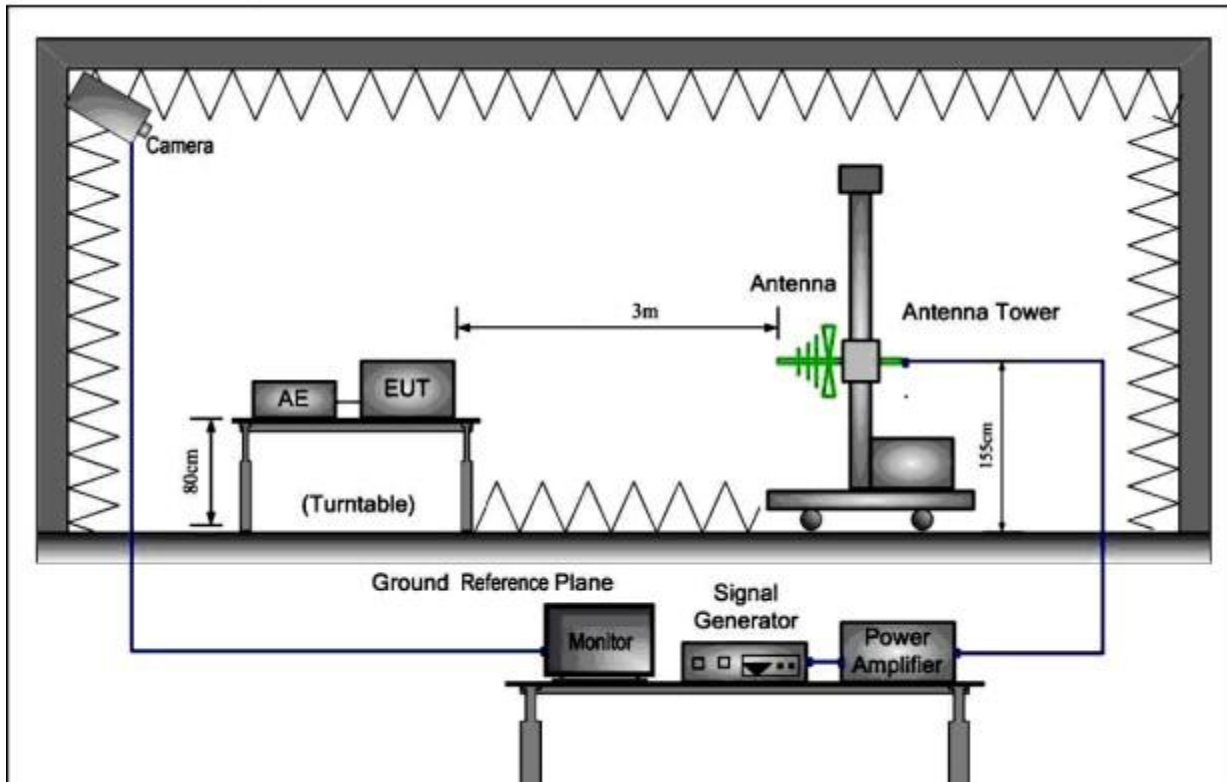 Camera
Antenna
3m
Antenna Tower
AE
EUT
80cm
155cm
(Turntable)
Ground Reference Plane
Signal
Generator
Monitor
Power
Amplifier